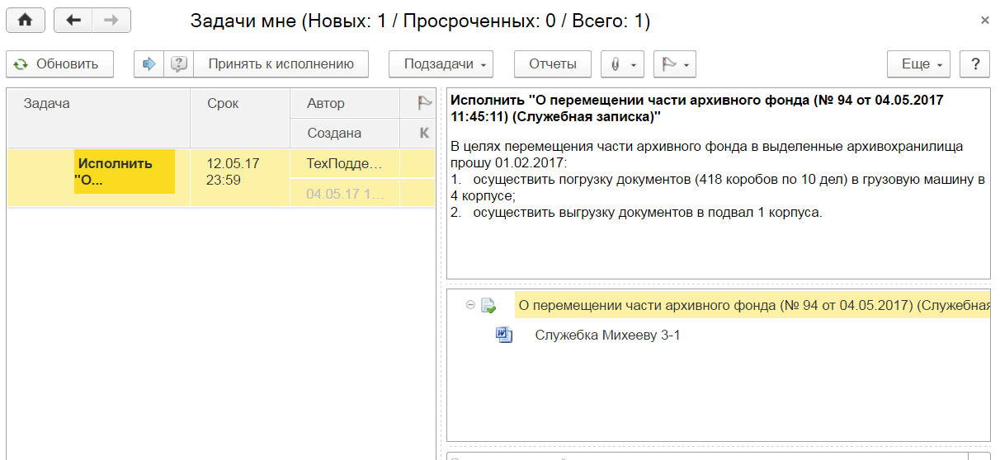 Задачи мне (Новых: 1 / Просроченных: 0 / Всего: 1)
Обновить
Принять к исполнению
Подзадачи
Отчеты
Еще
?
Задача
Срок
Автор
Создана
К
Исполнить
"О...
12.05.17
23:59
ТехПодде...
04.05.17 1...
Исполнить "О перемещении части архивного фонда (№ 94 от 04.05.2017
11:45:11) (Служебная записка)"
В целях перемещения части архивного фонда в выделенные архивохранилища
прошу 01.02.2017:
1. осуществить погрузку документов (418 коробов по 10 дел) в грузовую машину в
4 корпусе;
2. осуществить выгрузку документов в подвал 1 корпуса.
О перемещении части архивного фонда (№ 94 от 04.05.2017) (Служебная
Служебка Михееву 3-1